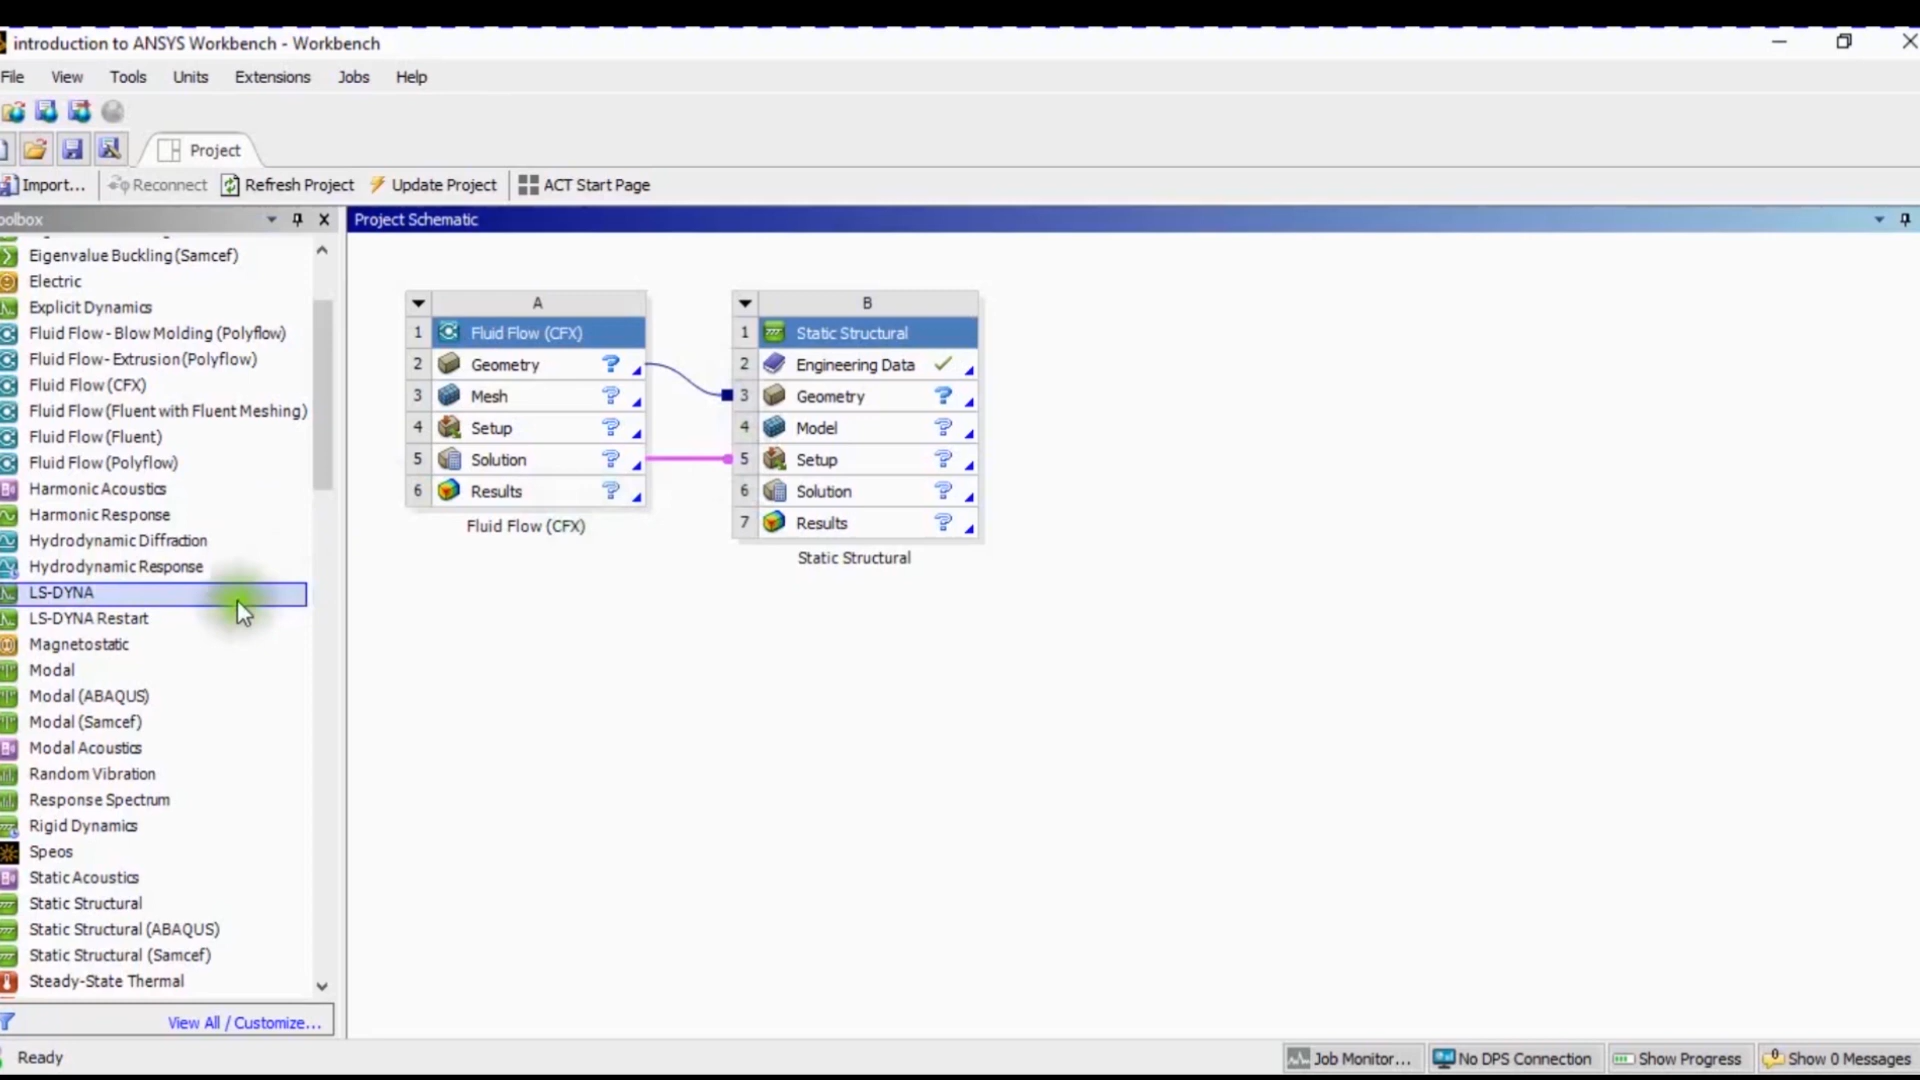 introduction to ANSYS Workbench - Workbench
File View Tools Units Extensions Jobs Help
Project
Import... Reconnect Refresh Project Update Project ACT Start Page
oolbox
Eigenvalue Buckling (Samcef)
Electric
Explicit Dynamics
Fluid Flow - Blow Molding (Polyflow)
Fluid Flow- Extrusion (Polyflow)
Fluid Flow (CFX)
Fluid Flow (Fluent with Fluent Meshing)
Fluid Flow (Fluent)
Fluid Flow (Polyflow)
Harmonic Acoustics
Harmonic Response
Hydrodynamic Diffraction
Hydrodynamic Response
LS-DYNA
LS-DYNA Restart
Magnetostatic
Modal
Modal (ABAQUS)
Modal (Samcef)
Modal Acoustics
Random Vibration
Response Spectrum
Rigid Dynamics
Speos
Static Acoustics
Static Structural
Static Structural (ABAQUS)
Static Structural (Samcef)
Steady-State Thermal
View All / Customize...
Project Schematic
A
1 Fluid Flow (CFX)
2 Geometry ?
3 Mesh ?
4 Setup ?
5 Solution ?
6 Results ?
Fluid Flow (CFX)
B
1 Static Structural
2 Engineering Data
3 Geometry ?
4 Model ?
5 Setup ?
6 Solution ?
7 Results ?
Static Structural
Ready
Job Monitor... No DPS Connection Show Progress Show 0 Messages